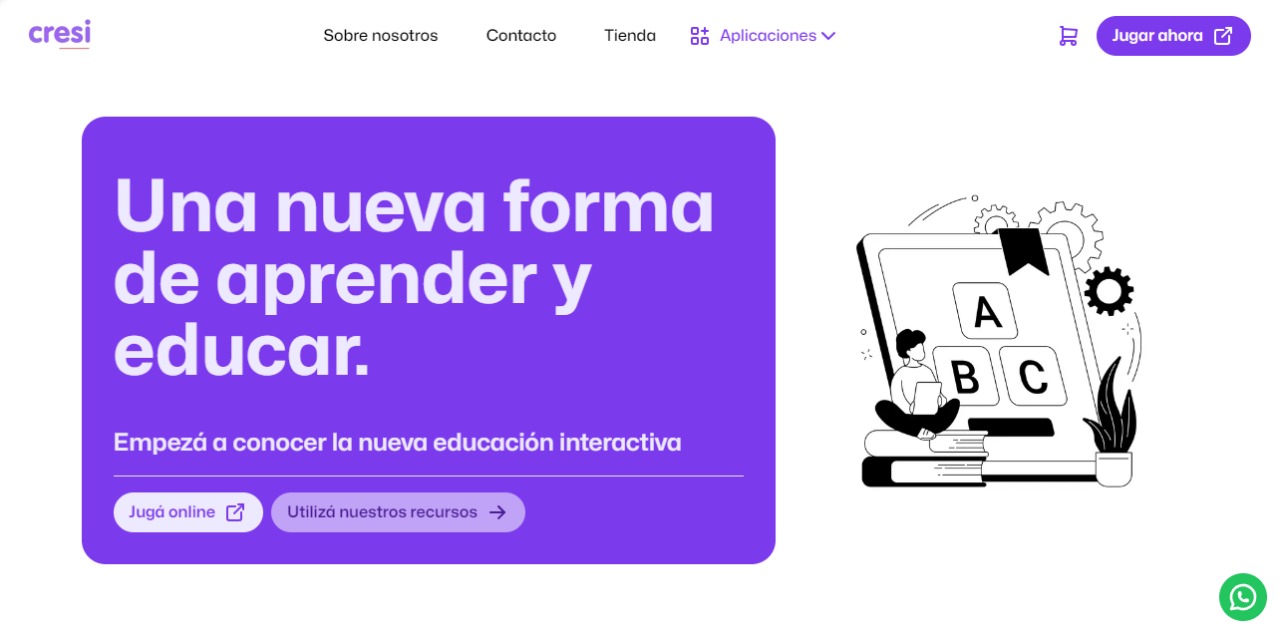 cresi
Sobre nosotros
Contacto
Tienda
Aplicaciones
Jugar ahora
Una nueva forma
de aprender y
educar.
Empezá a conocer la nueva educación interactiva
Jugá online
Utilizá nuestros recursos
A
B C